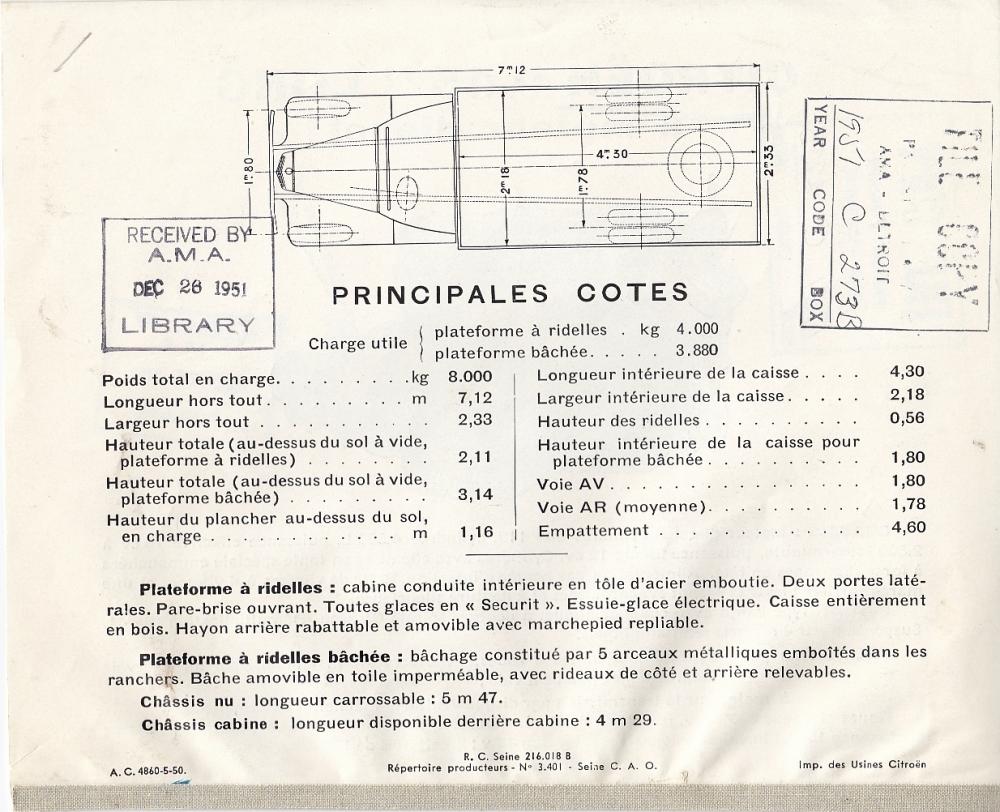 7ᵐ12
1ᵐ80
2ᵐ18
4ᵐ30
1ᵐ78
2ᵐ33
RECEIVED BY
A.M.A.
DEC 26 1951
LIBRARY
FILE COPY
AMA - DETROIT
1951 C 273B
YEAR CODE BOX
PRINCIPALES COTES
Charge utile { plateforme à ridelles . kg 4.000
plateforme bâchée. . . . . 3.880
Poids total en charge. . . . . . . . .kg 8.000
Longueur hors tout. . . . . . . . . m 7,12
Largeur hors tout . . . . . . . . . . 2,33
Hauteur totale (au-dessus du sol à vide,
plateforme à ridelles) . . . . . . . . 2,11
Hauteur totale (au-dessus du sol à vide,
plateforme bâchée) . . . . . . . . . 3,14
Hauteur du plancher au-dessus du sol,
en charge . . . . . . . . . . . . m 1,16
Longueur intérieure de la caisse . . . . 4,30
Largeur intérieure de la caisse. . . . . 2,18
Hauteur des ridelles . . . . . . . . . . 0,56
Hauteur intérieure de la caisse pour
plateforme bâchée . . . . . . . . . . 1,80
Voie AV . . . . . . . . . . . . . . . 1,80
Voie AR (moyenne). . . . . . . . . . 1,78
Empattement . . . . . . . . . . . . . 4,60
Plateforme à ridelles : cabine conduite intérieure en tôle d'acier emboutie. Deux portes laté-
rales. Pare-brise ouvrant. Toutes glaces en « Securit ». Essuie-glace électrique. Caisse entièrement
en bois. Hayon arrière rabattable et amovible avec marchepied repliable.
Plateforme à ridelles bâchée : bâchage constitué par 5 arceaux métalliques emboîtés dans les
ranchers. Bâche amovible en toile imperméable, avec rideaux de côté et arrière relevables.
Châssis nu : longueur carrossable : 5 m 47.
Châssis cabine : longueur disponible derrière cabine : 4 m 29.
A. C. 4860-5-50.
R. C. Seine 216.018 B
Répertoire producteurs - Nº 3.401 - Seine C. A. O.
Imp. des Usines Citroën